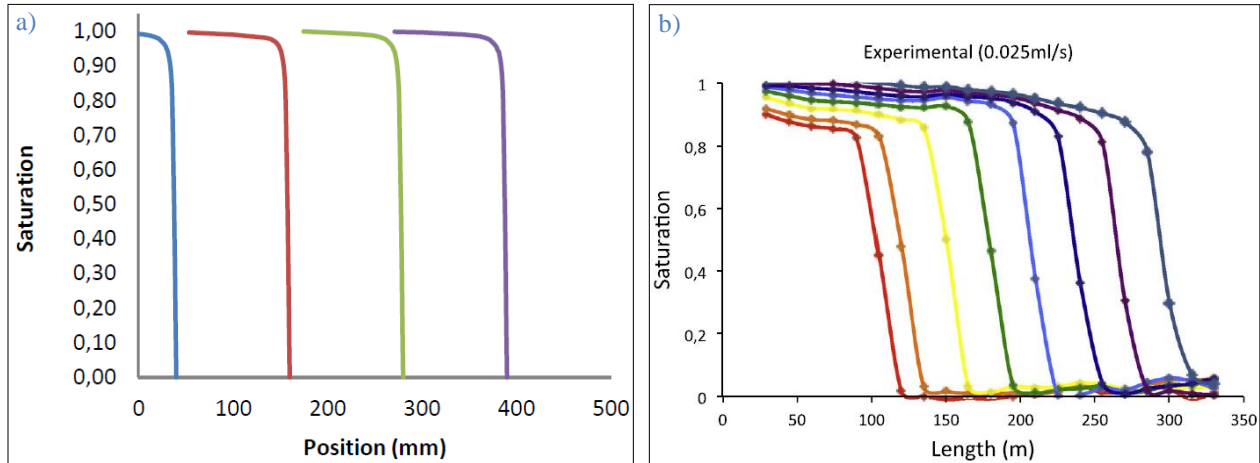 a)
1,00
0,90
0,80
0,70
0,60
0,50
0,40
0,30
0,20
0,10
0,00
Saturation
0 100 200 300 400 500
Position (mm)
b)
Experimental (0.025ml/s)
1
0,8
0,6
0,4
0,2
0
Saturation
0 50 100 150 200 250 300 350
Length (m)